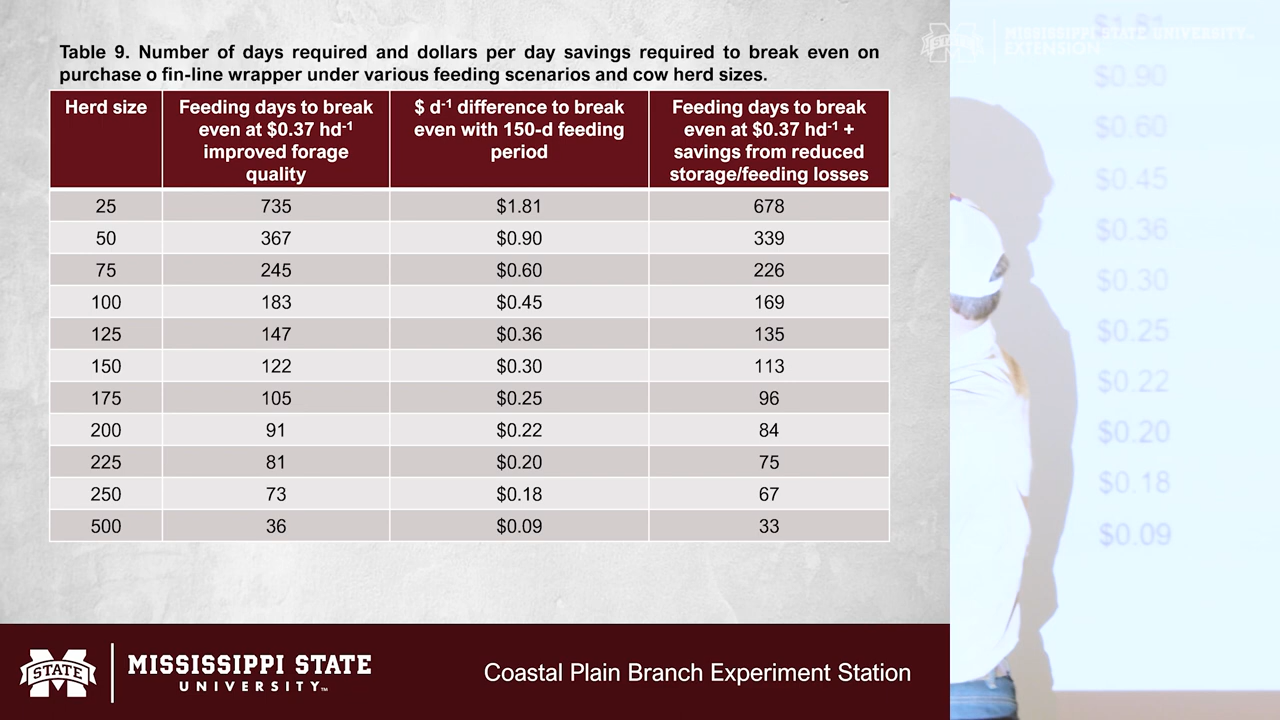 Table 9. Number of days required and dollars per day savings required to break even on
purchase o fin-line wrapper under various feeding scenarios and cow herd sizes.
Herd size Feeding days to break even at $0.37 hd-1 improved forage quality $ d-1 difference to break even with 150-d feeding period Feeding days to break even at $0.37 hd-1 + savings from reduced storage/feeding losses
25 735 $1.81 678
50 367 $0.90 339
75 245 $0.60 226
100 183 $0.45 169
125 147 $0.36 135
150 122 $0.30 113
175 105 $0.25 96
200 91 $0.22 84
225 81 $0.20 75
250 73 $0.18 67
500 36 $0.09 33
STATE
MISSISSIPPI STATE
UNIVERSITY™
Coastal Plain Branch Experiment Station
STATE
MISSISSIPPI STATE UNIVERSITY™
EXTENSION
$1.81
$0.90
$0.60
$0.45
$0.36
$0.30
$0.25
$0.22
$0.20
$0.18
$0.09